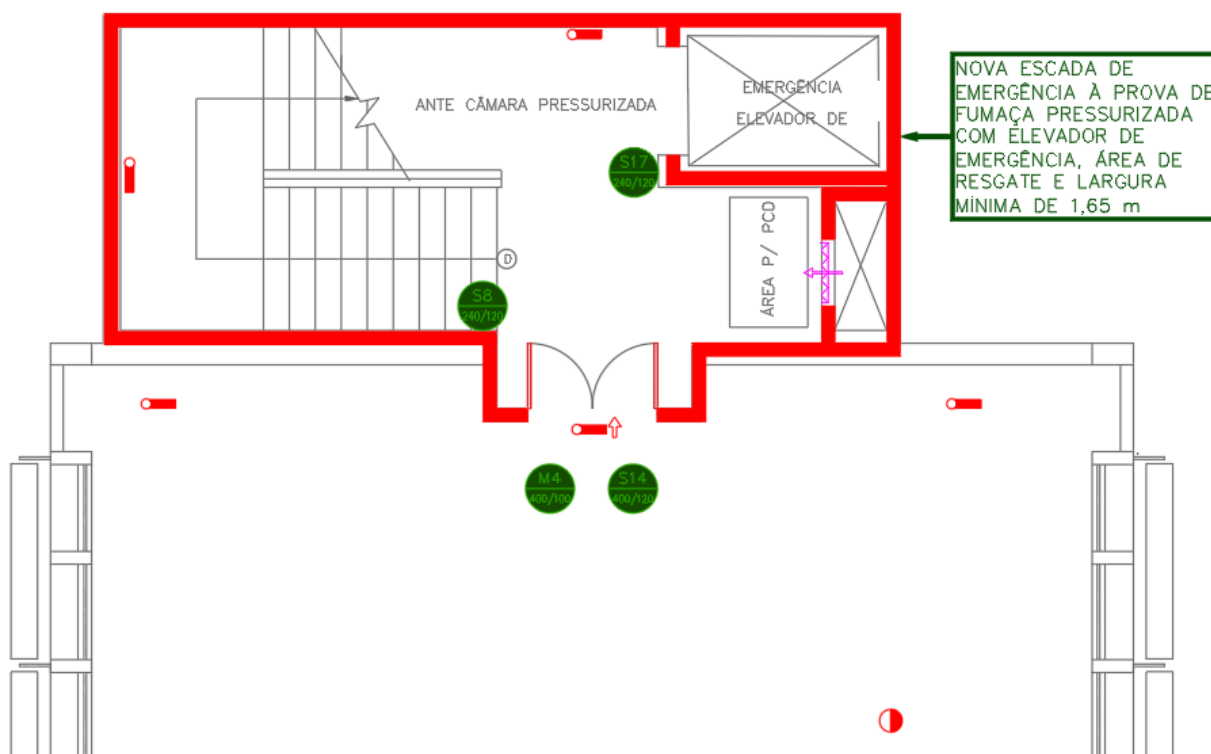 ANTE CÂMARA PRESSURIZADA
EMERGÊNCIA
ELEVADOR DE
NOVA ESCADA DE
EMERGÊNCIA À PROVA DE
FUMAÇA PRESSURIZADA
COM ELEVADOR DE
EMERGÊNCIA, ÁREA DE
RESGATE E LARGURA
MÍNIMA DE 1,65 m
S17
240/120
ÁREA P/ PCD
D
S8
240/120
M4
400/100
S14
400/120